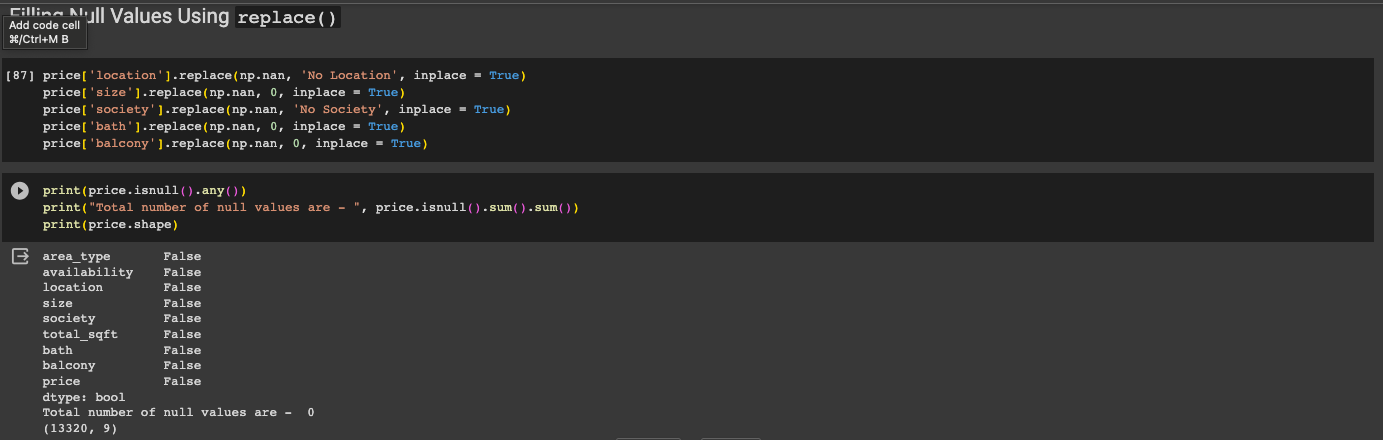 Filling Null Values Using replace()
Add code cell
⌘/Ctrl+M B
[87] price['location'].replace(np.nan, 'No Location', inplace = True)
price['size'].replace(np.nan, 0, inplace = True)
price['society'].replace(np.nan, 'No Society', inplace = True)
price['bath'].replace(np.nan, 0, inplace = True)
price['balcony'].replace(np.nan, 0, inplace = True)
print(price.isnull().any())
print("Total number of null values are - ", price.isnull().sum().sum())
print(price.shape)
area_type False
availability False
location False
size False
society False
total_sqft False
bath False
balcony False
price False
dtype: bool
Total number of null values are -  0
(13320, 9)